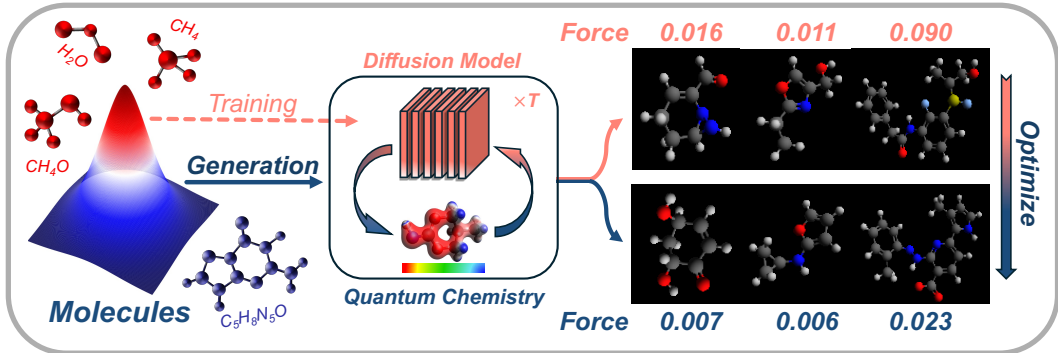 H₂O
CH₄
CH₄O
Molecules
C₅H₈N₅O
Training
Generation
Diffusion Model
×T
Quantum Chemistry
Force 0.016 0.011 0.090
Optimize
Force 0.007 0.006 0.023